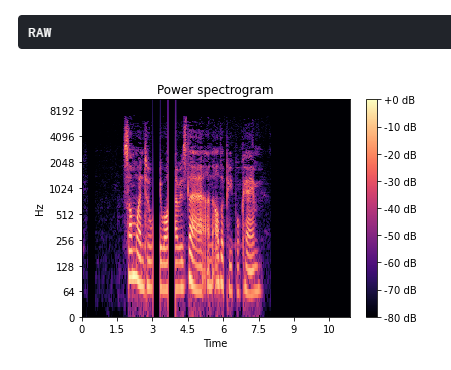 RAW
Power spectrogram
8192
4096
2048
1024
512
256
128
64
0
Hz
0 1.5 3 4.5 6 7.5 9 10
Time
+0 dB
-10 dB
-20 dB
-30 dB
-40 dB
-50 dB
-60 dB
-70 dB
-80 dB